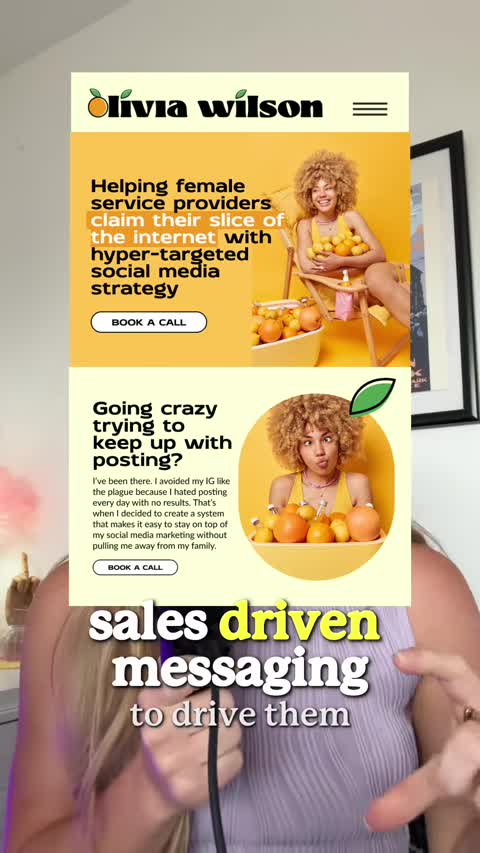 olivia wilson
Helping female
service providers
claim their slice of
the internet with
hyper-targeted
social media
strategy
BOOK A CALL
Going crazy
trying to
keep up with
posting?
I've been there. I avoided my IG like
the plague because I hated posting
every day with no results. That's
when I decided to create a system
that makes it easy to stay on top of
my social media marketing without
pulling me away from my family.
BOOK A CALL
sales driven
messaging
to drive them